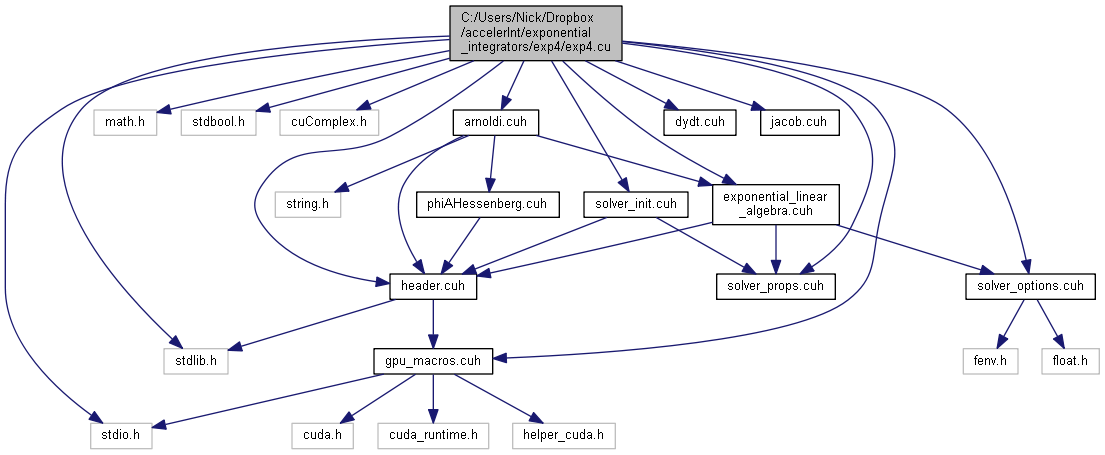 C:/Users/Nick/Dropbox
/accelerInt/exponential
_integrators/exp4/exp4.cu
math.h
stdbool.h
cuComplex.h
arnoldi.cuh
dydt.cuh
jacob.cuh
string.h
phiAHessenberg.cuh
solver_init.cuh
exponential_linear
_algebra.cuh
header.cuh
solver_props.cuh
solver_options.cuh
stdlib.h
gpu_macros.cuh
fenv.h
float.h
stdio.h
cuda.h
cuda_runtime.h
helper_cuda.h